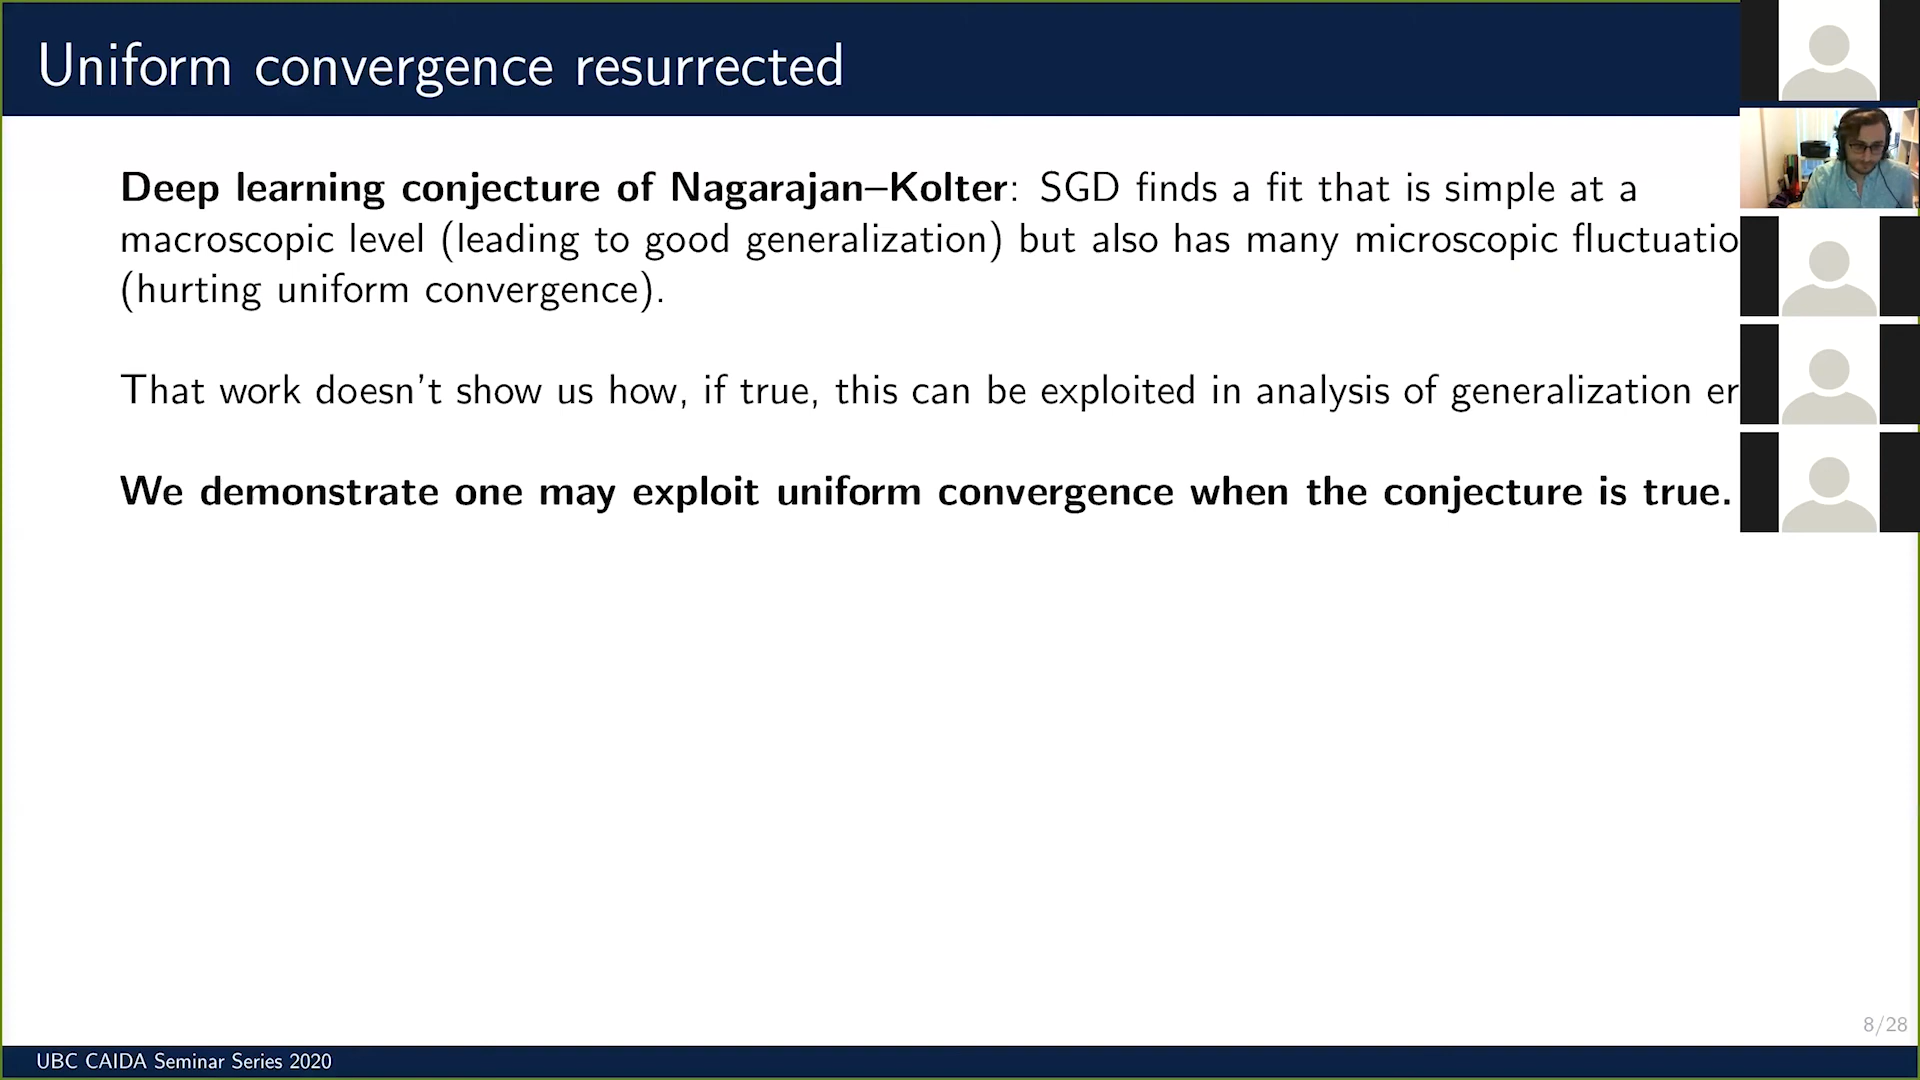 Uniform convergence resurrected
Deep learning conjecture of Nagarajan–Kolter: SGD finds a fit that is simple at a
macroscopic level (leading to good generalization) but also has many microscopic fluctuatio
(hurting uniform convergence).
That work doesn't show us how, if true, this can be exploited in analysis of generalization er
We demonstrate one may exploit uniform convergence when the conjecture is true.
8/28
UBC CAIDA Seminar Series 2020